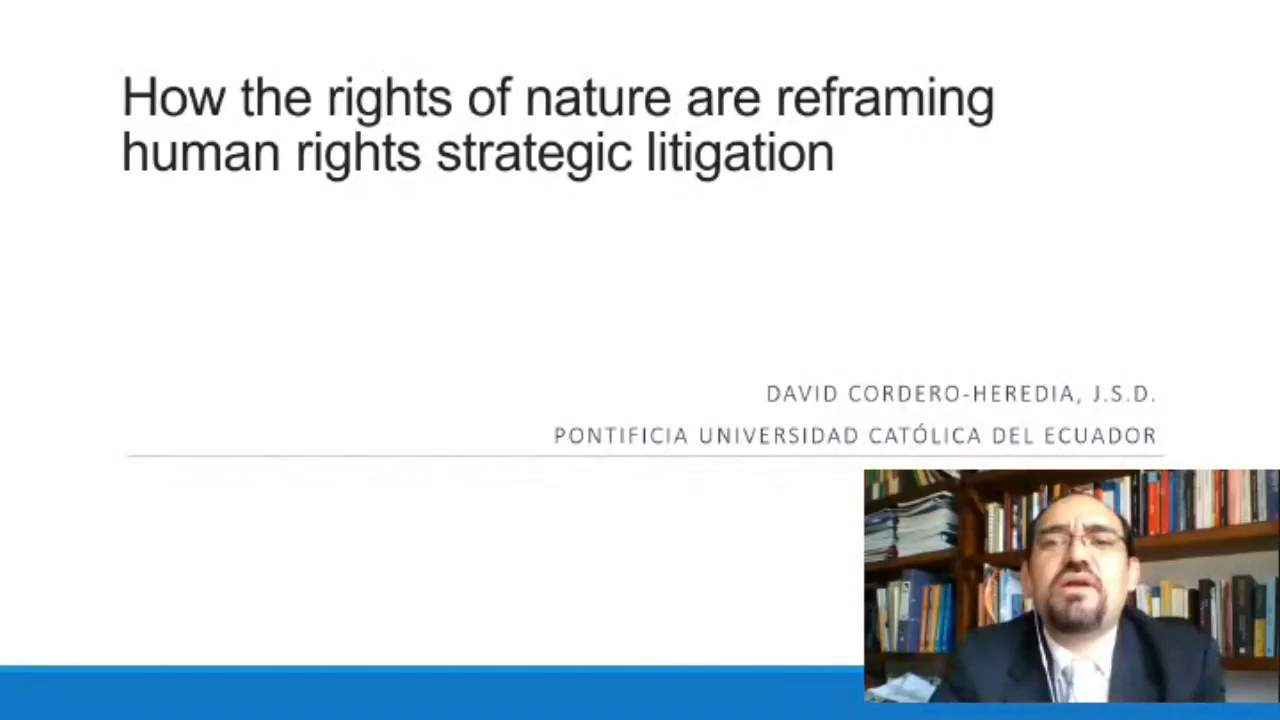 How the rights of nature are reframing
human rights strategic litigation
DAVID CORDERO-HEREDIA, J.S.D.
PONTIFICIA UNIVERSIDAD CATÓLICA DEL ECUADOR